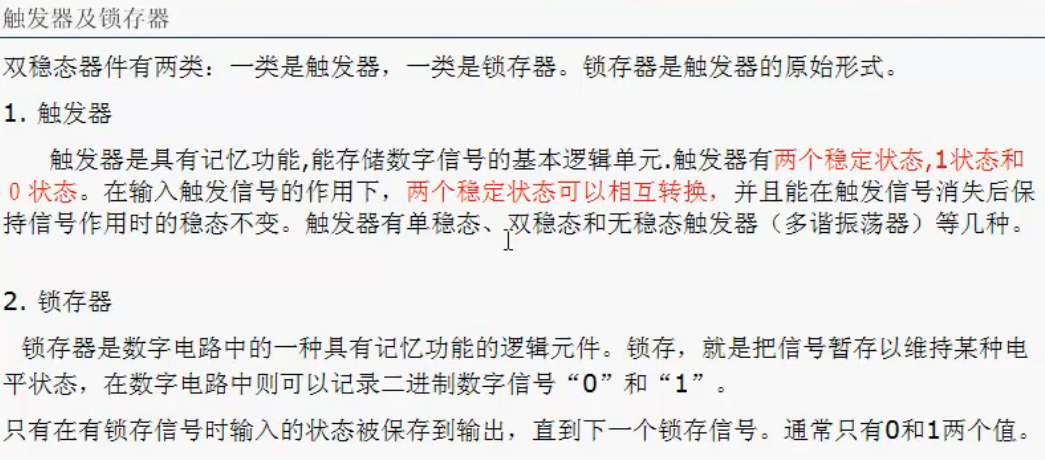 触发器及锁存器
双稳态器件有两类：一类是触发器，一类是锁存器。锁存器是触发器的原始形式。
1. 触发器
触发器是具有记忆功能,能存储数字信号的基本逻辑单元.触发器有两个稳定状态,1状态和
0 状态。在输入触发信号的作用下，两个稳定状态可以相互转换，并且能在触发信号消失后保
持信号作用时的稳态不变。触发器有单稳态、双稳态和无稳态触发器（多谐振荡器）等几种。
2. 锁存器
锁存器是数字电路中的一种具有记忆功能的逻辑元件。锁存，就是把信号暂存以维持某种电
平状态，在数字电路中则可以记录二进制数字信号“0”和“1”。
只有在有锁存信号时输入的状态被保存到输出，直到下一个锁存信号。通常只有0和1两个值。